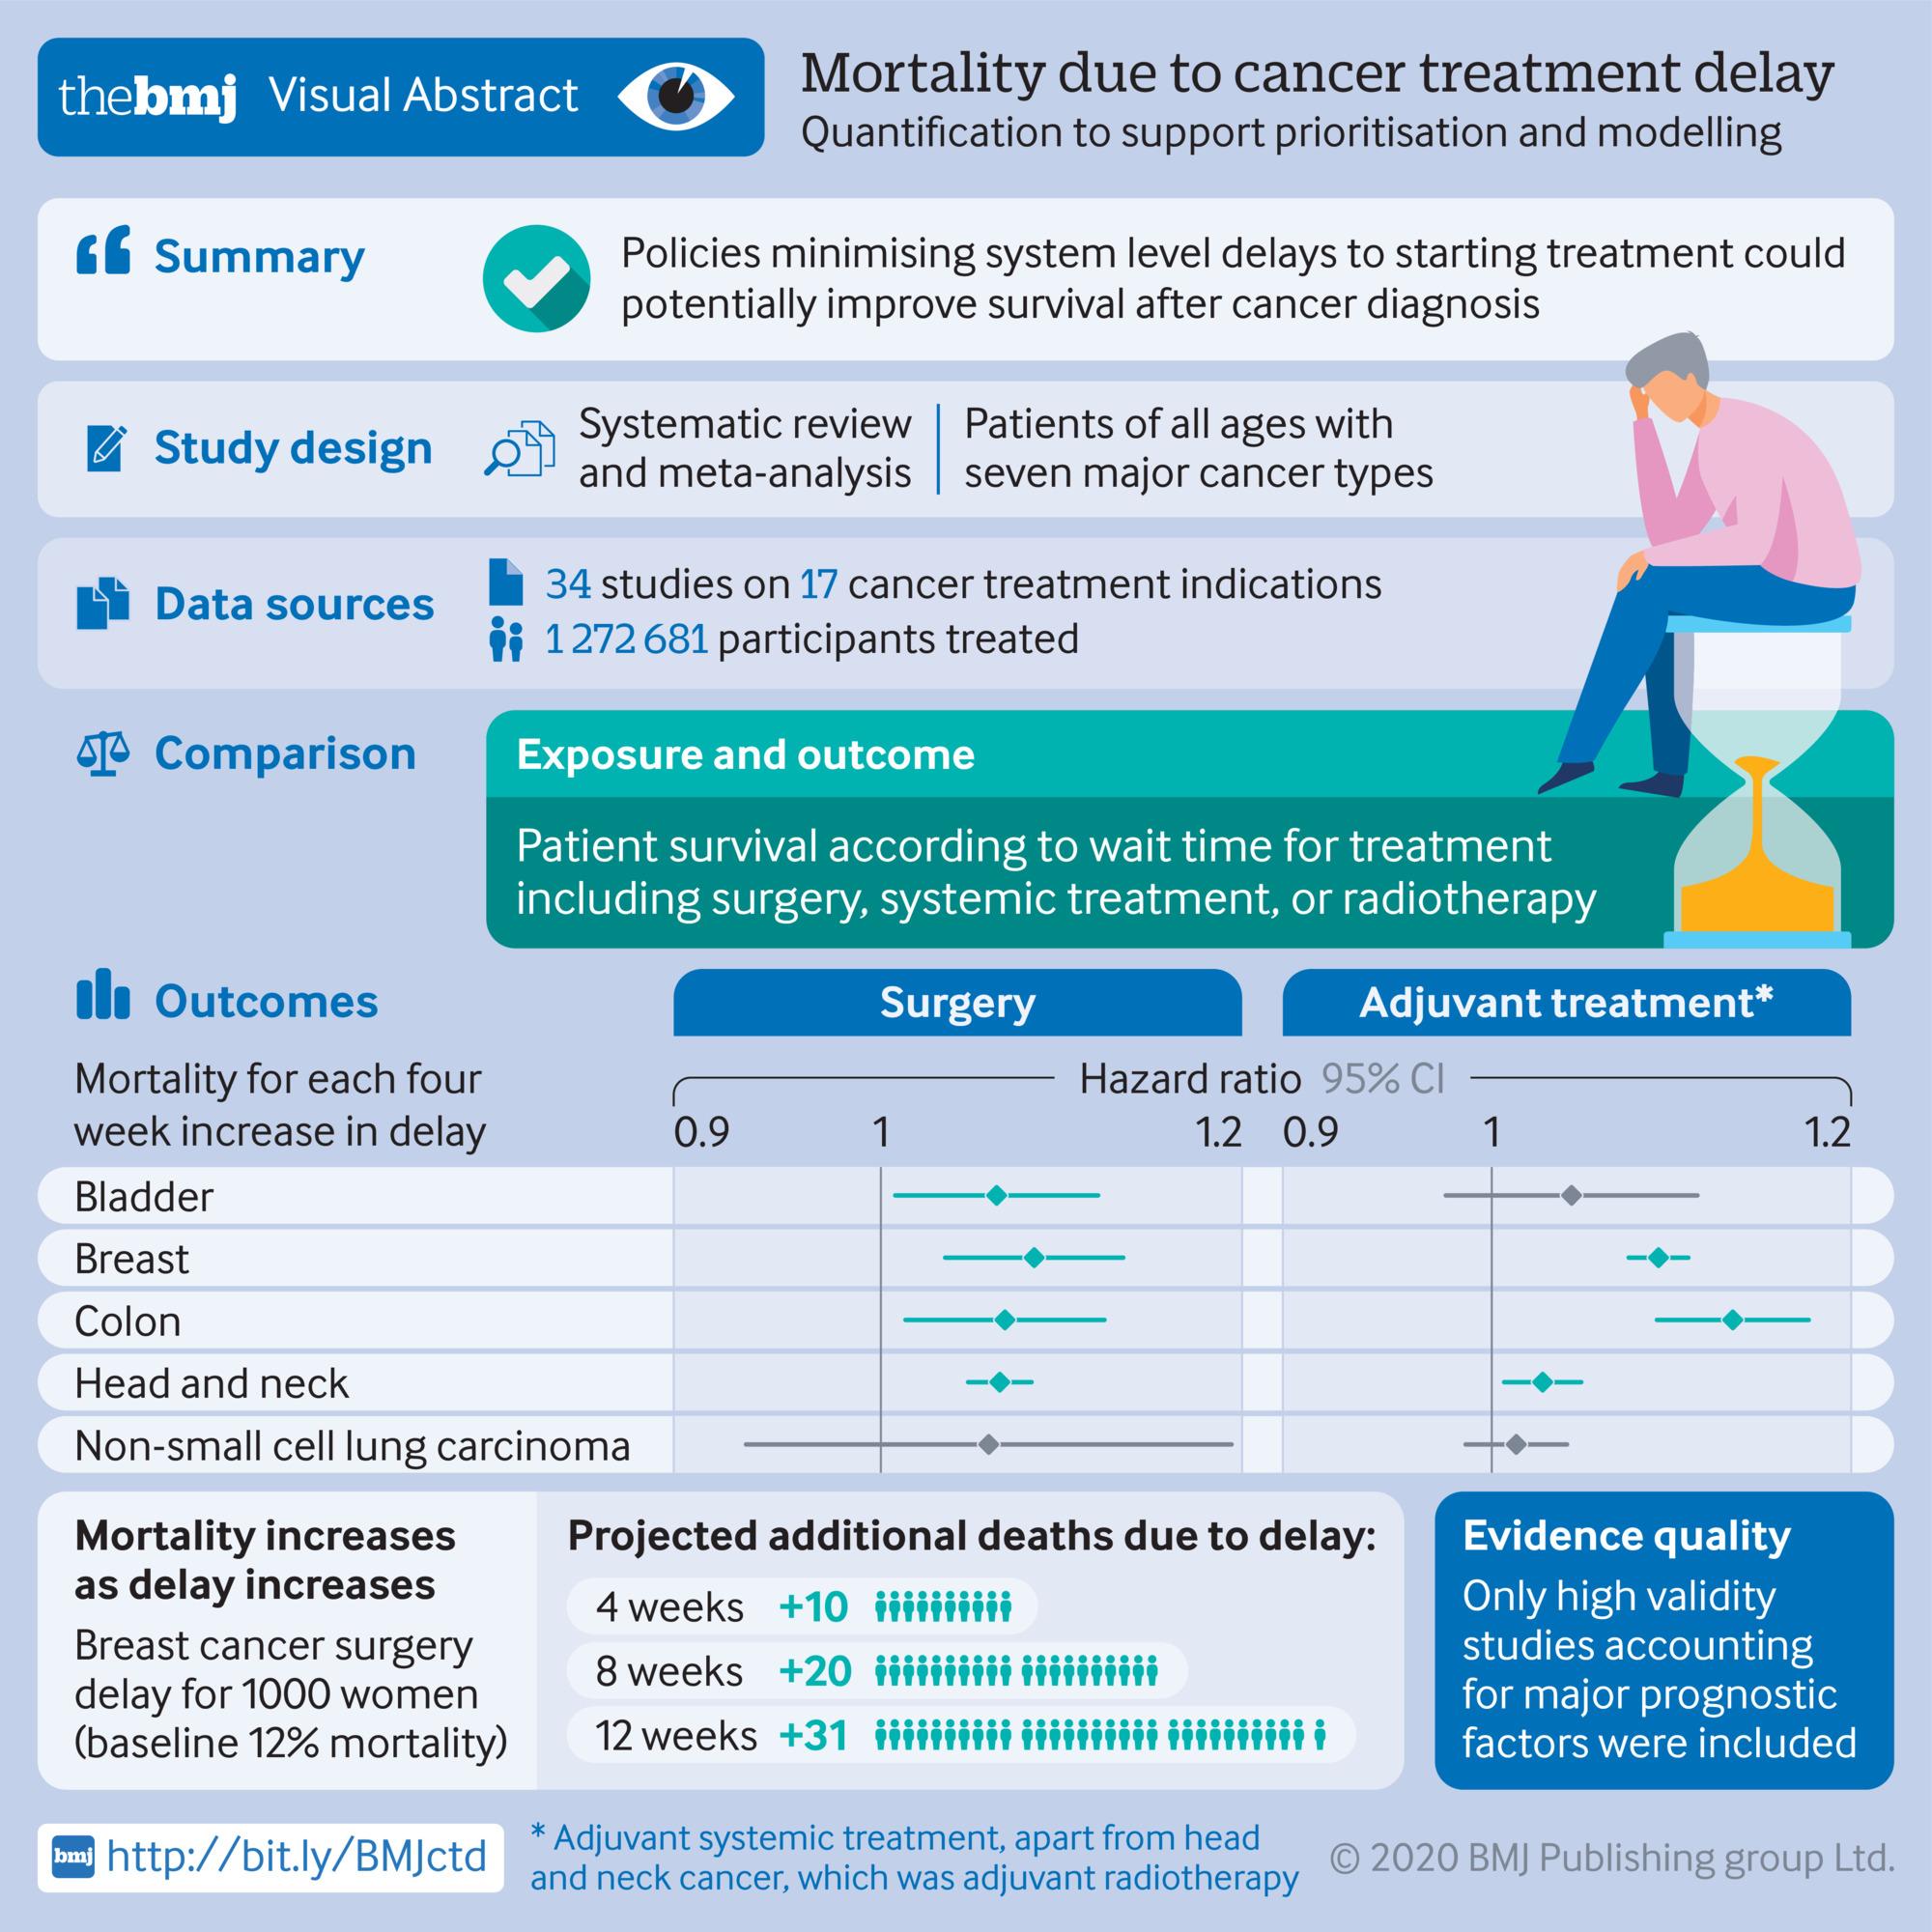 thebmj Visual Abstract
Mortality due to cancer treatment delay
Quantification to support prioritisation and modelling
Summary
Policies minimising system level delays to starting treatment could
potentially improve survival after cancer diagnosis
Study design
Systematic review
and meta-analysis
Patients of all ages with
seven major cancer types
Data sources
34 studies on 17 cancer treatment indications
1 272 681 participants treated
Comparison
Exposure and outcome
Patient survival according to wait time for treatment
including surgery, systemic treatment, or radiotherapy
Outcomes
Surgery
Adjuvant treatment*
Mortality for each four
week increase in delay
Hazard ratio 95% CI
0.9 1 1.2 0.9 1 1.2
Bladder
Breast
Colon
Head and neck
Non-small cell lung carcinoma
Mortality increases
as delay increases
Breast cancer surgery
delay for 1000 women
(baseline 12% mortality)
Projected additional deaths due to delay:
4 weeks +10
8 weeks +20
12 weeks +31
Evidence quality
Only high validity
studies accounting
for major prognostic
factors were included
bmj http://bit.ly/BMJctd
* Adjuvant systemic treatment, apart from head
and neck cancer, which was adjuvant radiotherapy
© 2020 BMJ Publishing group Ltd.